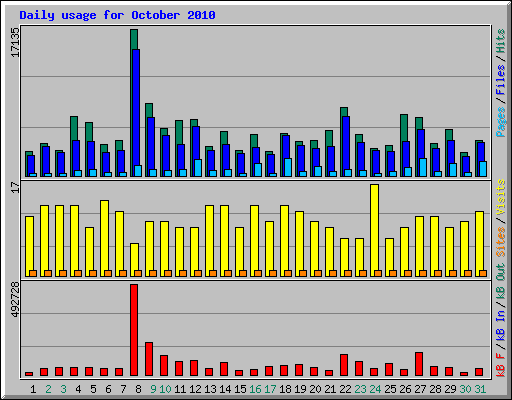 Daily usage for October 2010
17135
Pages / Files / Hits
17
Sites / Visits
492728
kB F / kB In / kB Out
1 2 3 4 5 6 7 8 9 10 11 12 13 14 15 16 17 18 19 20 21 22 23 24 25 26 27 28 29 30 31